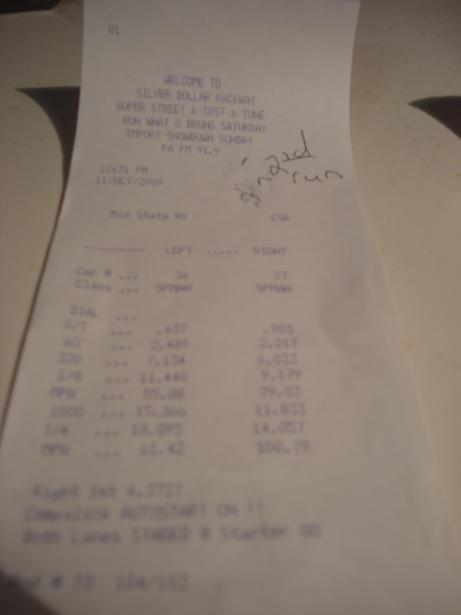 V1
WELCOME TO
SILVER DOLLAR RACEWAY
SUPER STREET & TEST & TUNE
RUN WHAT U BRUNG SATURDAY
IMPORT SHOWDOWN SUNDAY
PA FM 91.9
12:31 PM
11/OCT/2009
2nd run
Mid State RV CSR
--------- LEFT ..... RIGHT
Car # ... 36 37
Class ... SPMAN SPMAN
DIAL ...
R/T ... .437 .903
60' ... 2.489 2.217
330 ... 7.134 6.033
1/8 ... 11.440 9.179
MPH ... 55.08 79.03
1000 ... 15.366 11.833
1/4 ... 18.895 14.057
MPH ... 61.42 100.79
Right 1st 4.3727
Compulink AUTOSTART ON !!
Both Lanes STAGED @ Starter GO